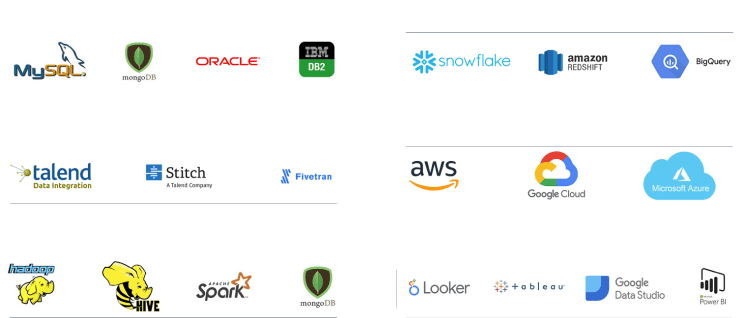 MySQL
mongoDB
ORACLE
IBM
DB2
snowflake
amazon
REDSHIFT
BigQuery
talend
Data Integration
Stitch
A Talend Company
Fivetran
aws
Google Cloud
Microsoft Azure
hadoop
HIVE
APACHE
Spark
mongoDB
Looker
+ a b l e a u
Google
Data Studio
Power BI